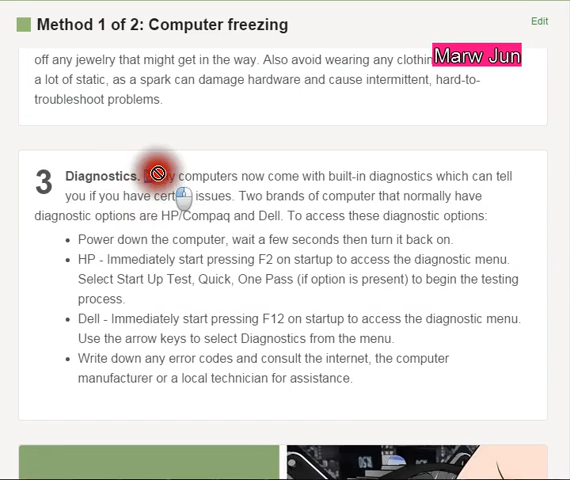 Method 1 of 2: Computer freezing
Edit
off any jewelry that might get in the way. Also avoid wearing any clothin
Marw Jun
a lot of static, as a spark can damage hardware and cause intermittent, hard-to-
troubleshoot problems.
3
Diagnostics. y computers now come with built-in diagnostics which can tell
you if you have cert issues. Two brands of computer that normally have
diagnostic options are HP/Compaq and Dell. To access these diagnostic options:
Power down the computer, wait a few seconds then turn it back on.
HP - Immediately start pressing F2 on startup to access the diagnostic menu.
Select Start Up Test, Quick, One Pass (if option is present) to begin the testing
process.
Dell - Immediately start pressing F12 on startup to access the diagnostic menu.
Use the arrow keys to select Diagnostics from the menu.
Write down any error codes and consult the internet, the computer
manufacturer or a local technician for assistance.